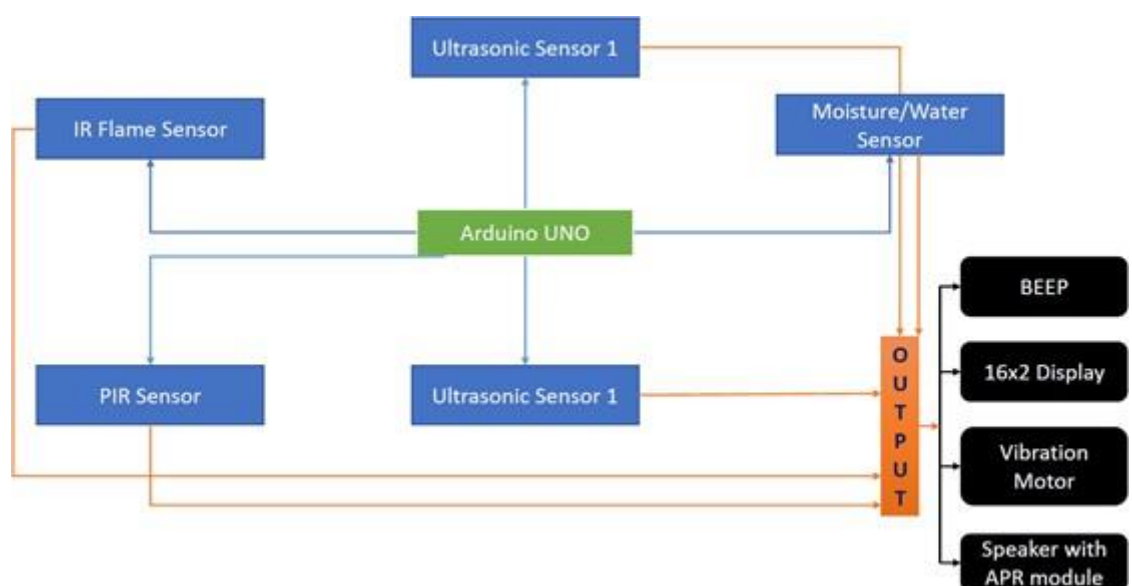 Ultrasonic Sensor 1
IR Flame Sensor
Moisture/Water
Sensor
Arduino UNO
BEEP
16x2 Display
PIR Sensor
Ultrasonic Sensor 1
OUTPUT
Vibration
Motor
Speaker with
APR module